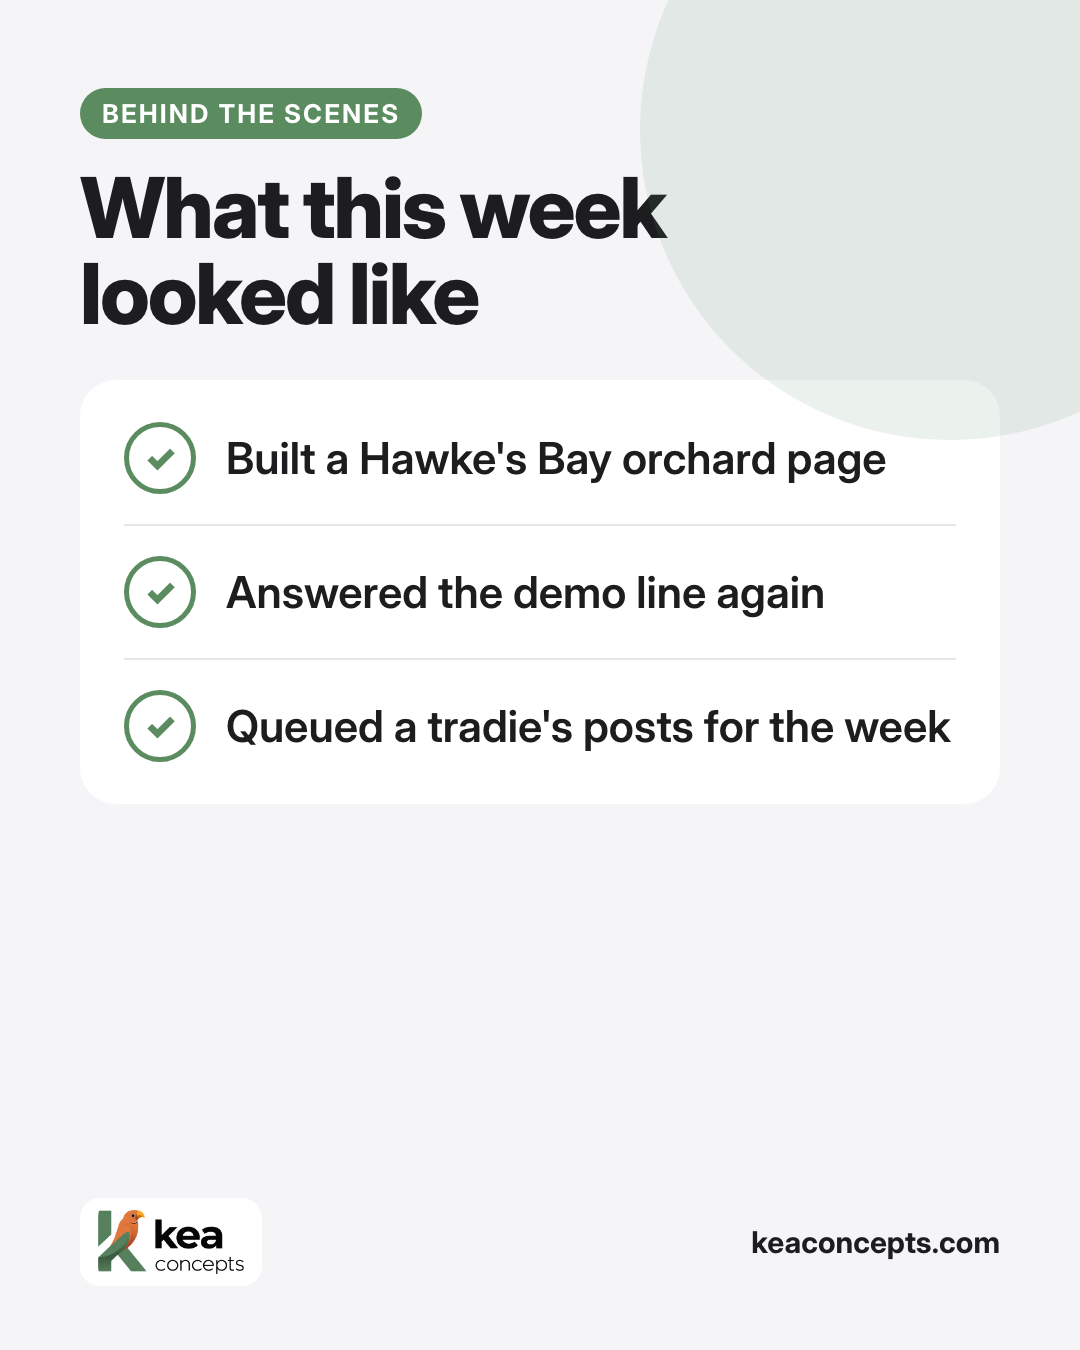 BEHIND THE SCENES
What this week
looked like
Built a Hawke's Bay orchard page
Answered the demo line again
Queued a tradie's posts for the week
kea
concepts
keaconcepts.com